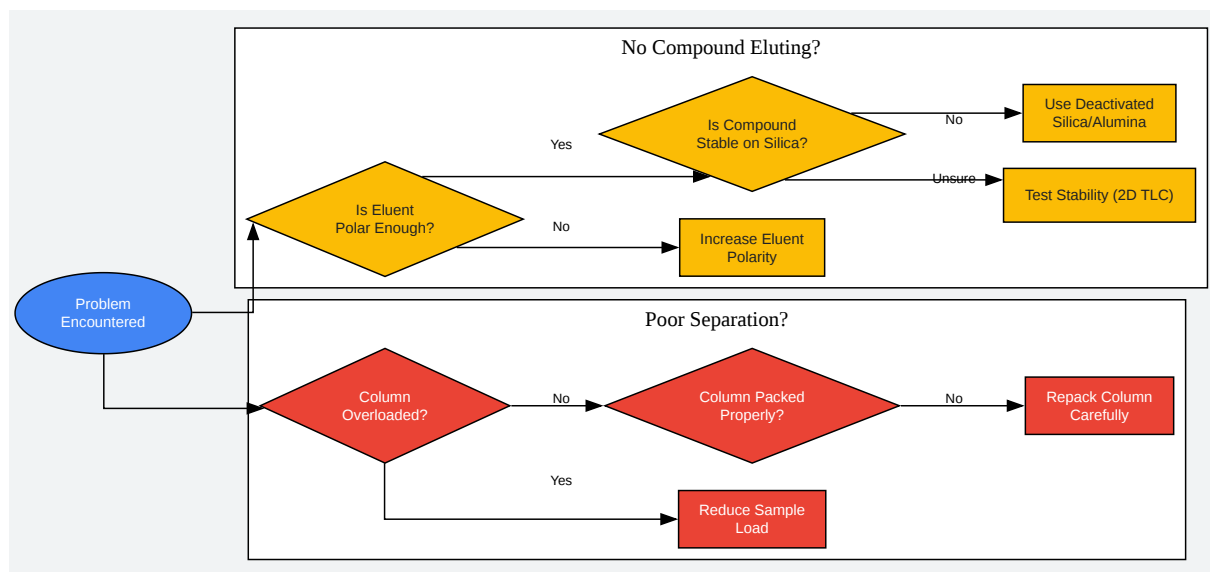 No Compound Eluting?
Is Compound
Stable on Silica?
Use Deactivated
Silica/Alumina
No
Yes
Unsure
Test Stability (2D TLC)
Is Eluent
Polar Enough?
No
Increase Eluent
Polarity
Problem
Encountered
Poor Separation?
Column
Overloaded?
No
Column Packed
Properly?
No
Repack Column
Carefully
Yes
Reduce Sample
Load